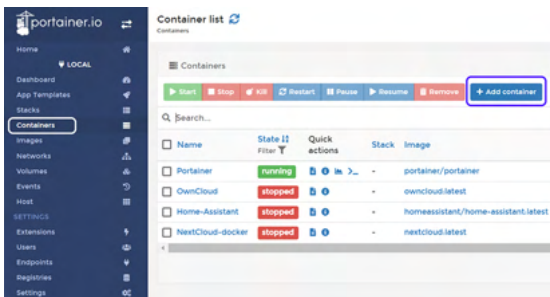 portainer.io
Home
LOCAL
Dashboard
App Templates
Stacks
Containers
Images
Networks
Volumes
Events
Host
SETTINGS
Extensions
Users
Endpoints
Registries
Settings
Container list
Containers
Containers
Start Stop Kill Restart Pause Resume Remove + Add container
Search...
Name State Filter Quick actions Stack Image
Portainer running - portainer/portainer
OwnCloud stopped - owncloud:latest
Home-Assistant stopped - homeassistant/home-assistant:latest
NextCloud-docker stopped - nextcloud:latest